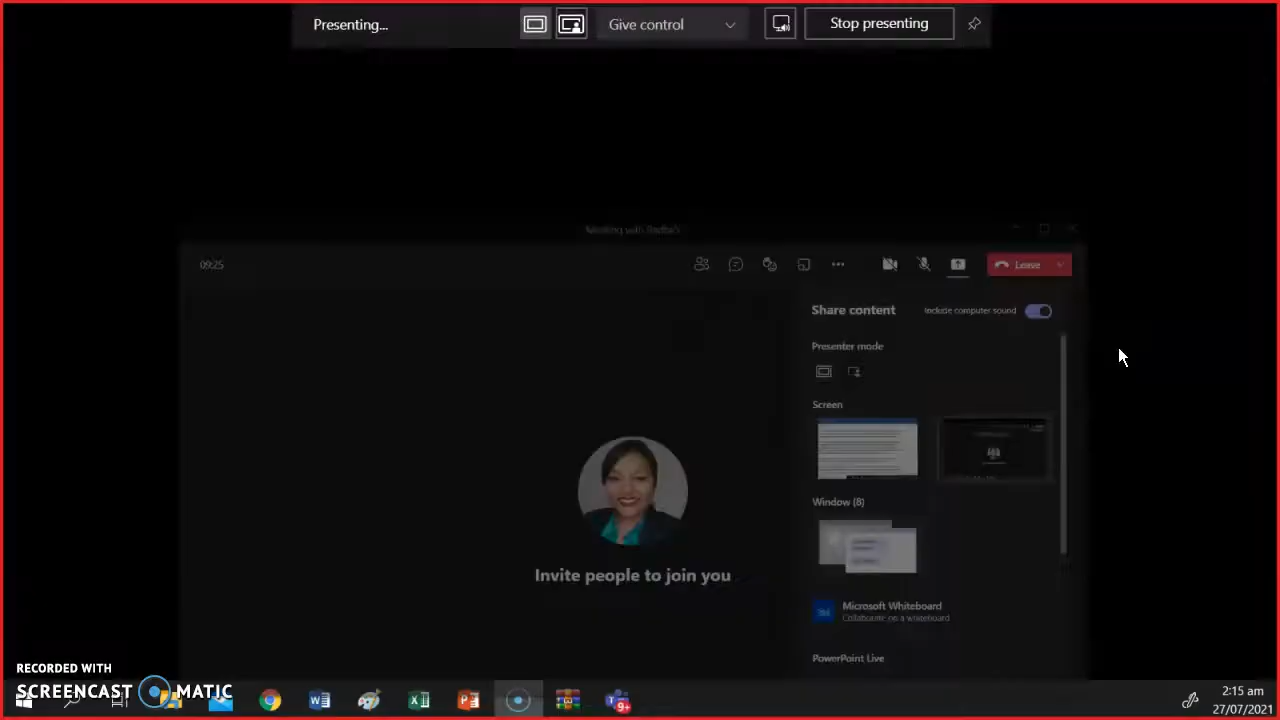 Presenting...
Give control
Stop presenting
09:25
Leave
Share content
Include computer sound
Presenter mode
Screen
Window (8)
Invite people to join you
Microsoft Whiteboard
Collaborate on a whiteboard
PowerPoint Live
RECORDED WITH
SCREENCAST MATIC
9+
2:15 am
27/07/2021